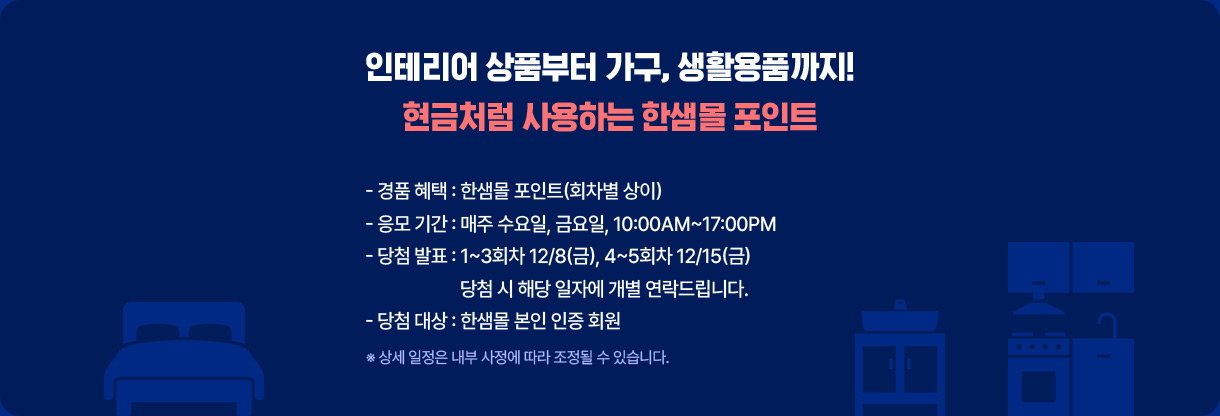 인테리어 상품부터 가구, 생활용품까지!
현금처럼 사용하는 한샘몰 포인트
- 경품 혜택 : 한샘몰 포인트(회차별 상이)
- 응모 기간 : 매주 수요일, 금요일, 10:00AM~17:00PM
- 당첨 발표 : 1~3회차 12/8(금), 4~5회차 12/15(금)
당첨 시 해당 일자에 개별 연락드립니다.
- 당첨 대상 : 한샘몰 본인 인증 회원
※ 상세 일정은 내부 사정에 따라 조정될 수 있습니다.